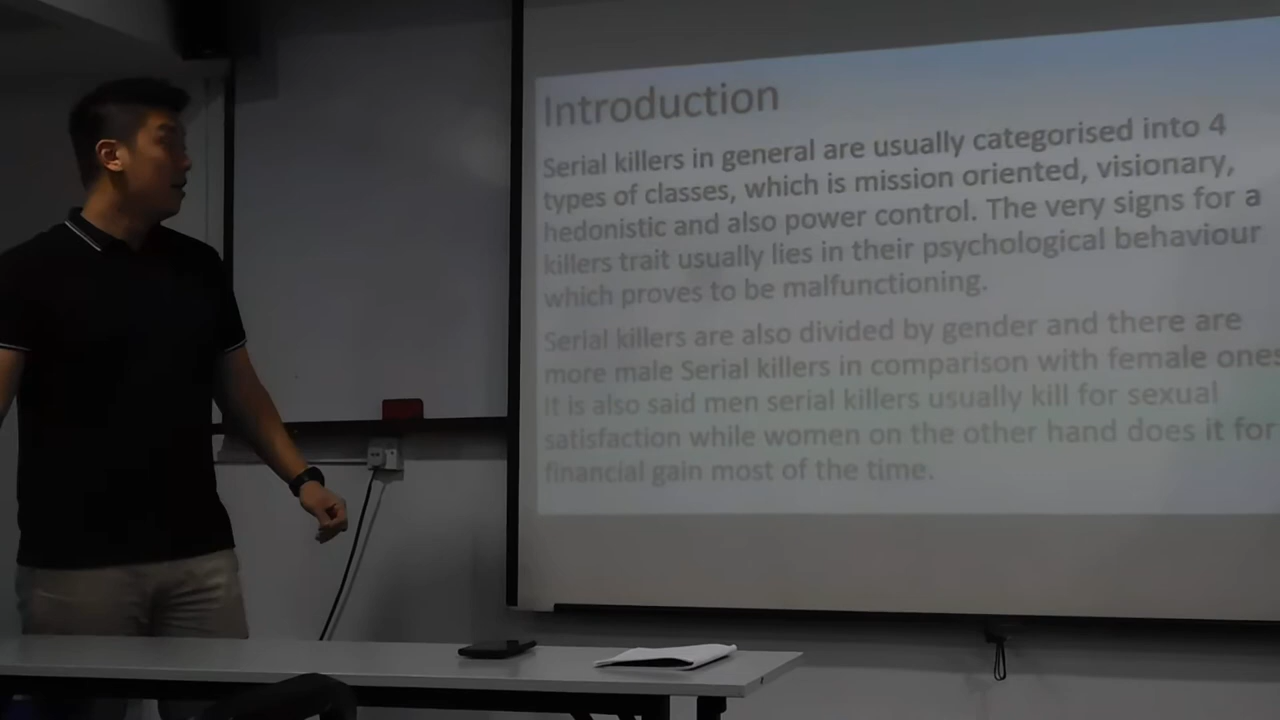 Introduction
Serial killers in general are usually categorised into 4
types of classes, which is mission oriented, visionary,
hedonistic and also power control. The very signs for a
killers trait usually lies in their psychological behaviour
which proves to be malfunctioning.
Serial killers are also divided by gender and there are
more male Serial killers in comparison with female ones
It is also said men serial killers usually kill for sexual
satisfaction while women on the other hand does it for
financial gain most of the time.